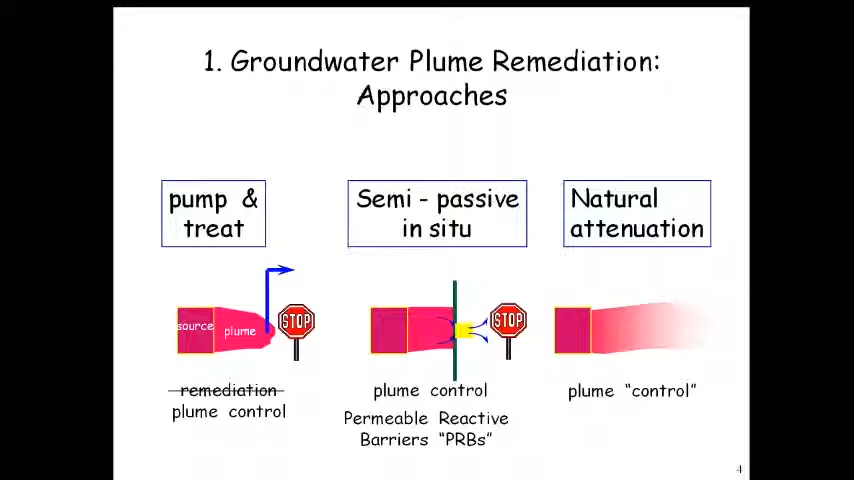 1. Groundwater Plume Remediation:
Approaches
pump &
treat
Semi - passive
in situ
Natural
attenuation
source
plume
STOP
STOP
remediation
plume control
plume control
Permeable Reactive
Barriers "PRBs"
plume “control”
4